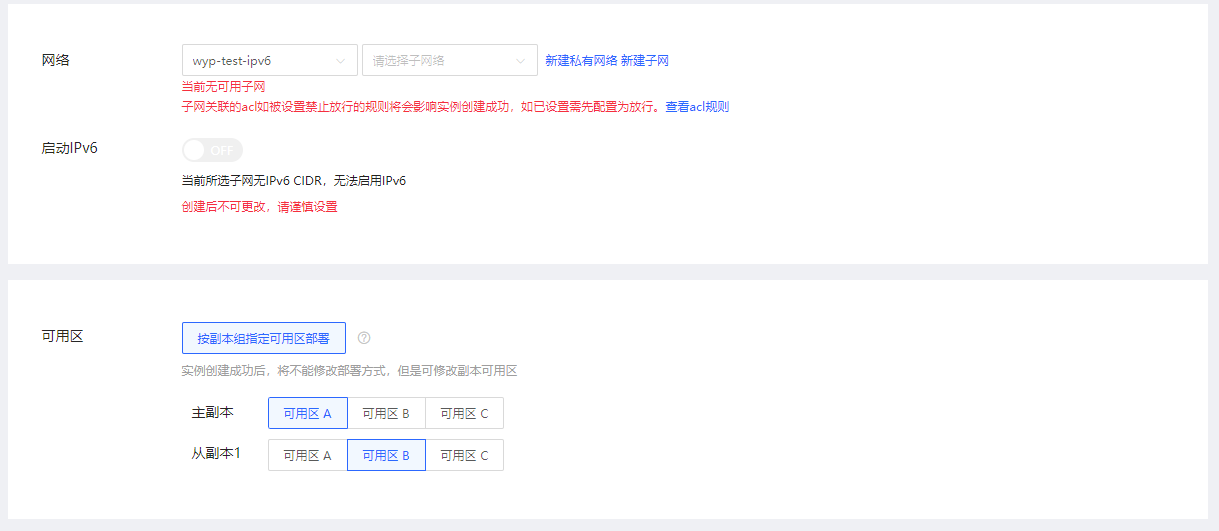 网络 wyp-test-ipv6 请选择子网络 新建私有网络 新建子网
当前无可用子网
子网关联的acl如被设置禁止放行的规则将会影响实例创建成功，如已设置需先配置为放行。查看acl规则
启动IPv6 OFF
当前所选子网无IPv6 CIDR，无法启用IPv6
创建后不可更改，请谨慎设置
可用区 按副本组指定可用区部署 ?
实例创建成功后，将不能修改部署方式，但是可修改副本可用区
主副本 可用区 A 可用区 B 可用区 C
从副本1 可用区 A 可用区 B 可用区 C